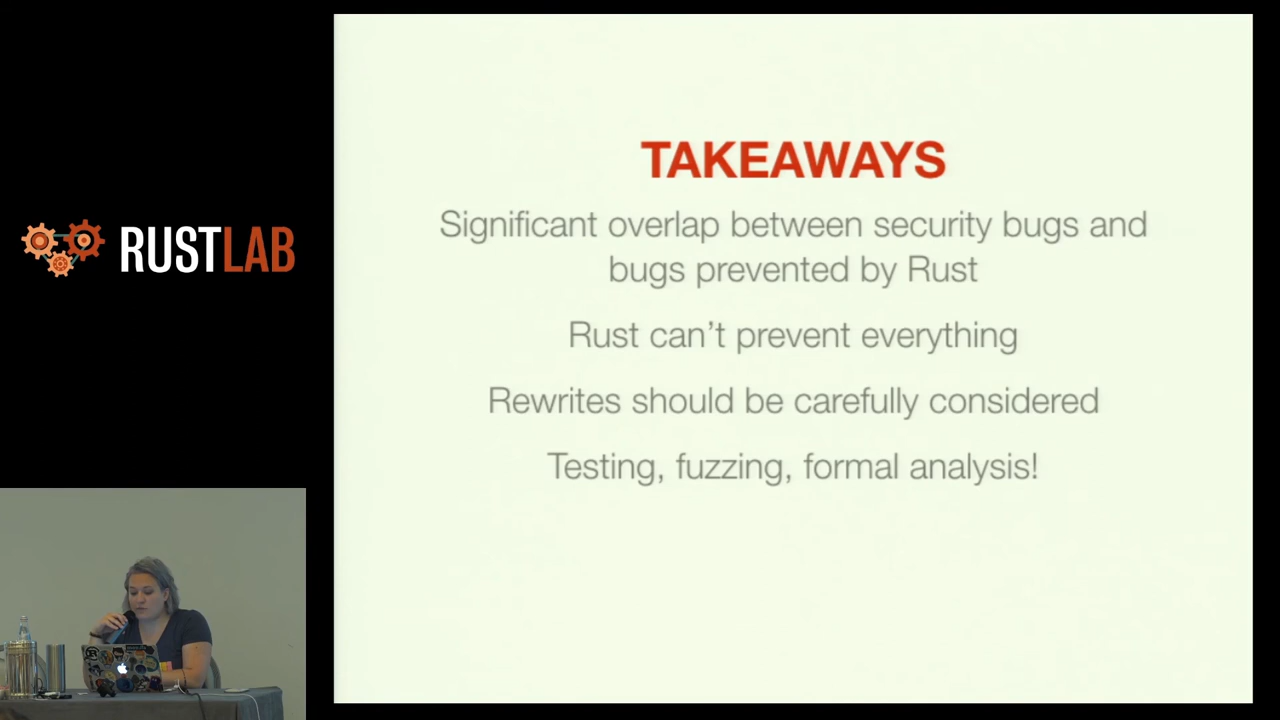 RUSTLAB
TAKEAWAYS
Significant overlap between security bugs and
bugs prevented by Rust
Rust can’t prevent everything
Rewrites should be carefully considered
Testing, fuzzing, formal analysis!